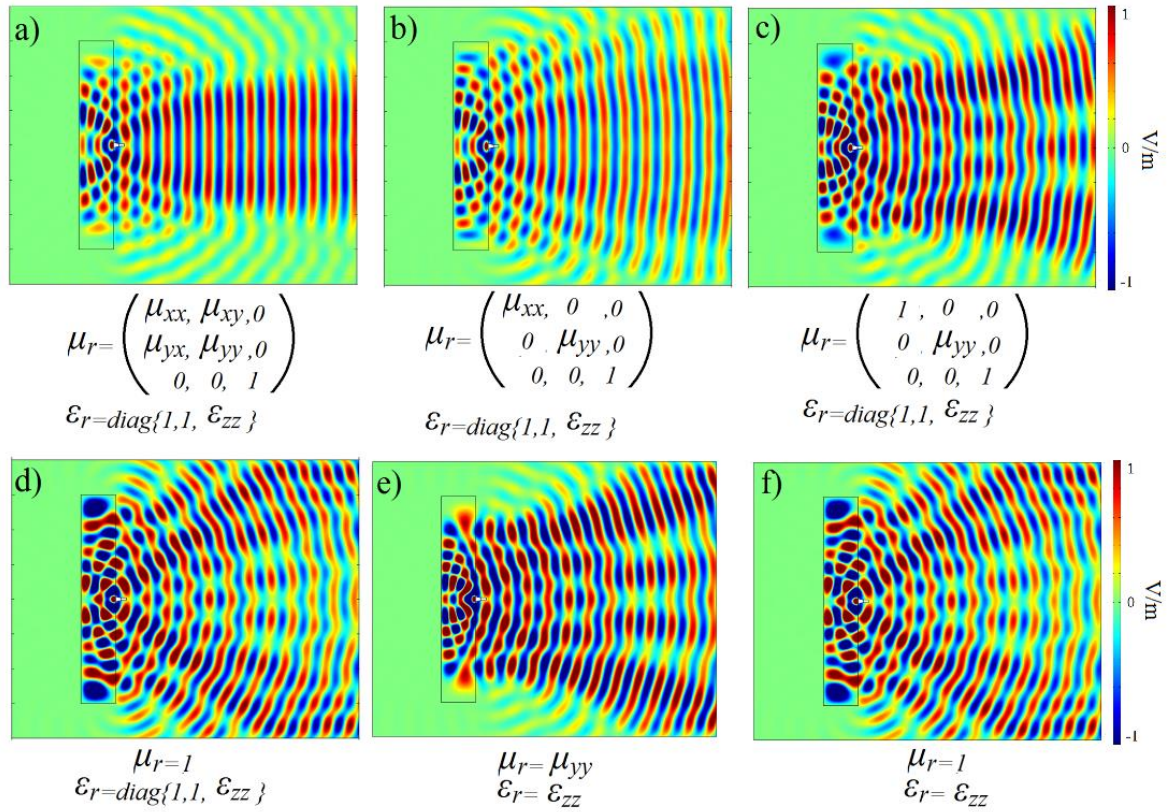 a)
b)
c)
1
0
-1
V/m
μr= (μxx, μxy ,0
μyx, μyy ,0
0, 0, 1)
εr=diag{1,1, εzz }
μr= (μxx, 0 ,0
0 . μyy ,0
0, 0, 1)
εr=diag{1,1, εzz }
μr= (1 , 0 ,0
0 . μyy ,0
0, 0, 1)
εr=diag{1,1, εzz }
d)
e)
f)
1
0
-1
V/m
μr=1
εr=diag{1,1, εzz }
μr= μyy
εr= εzz
μr=1
εr= εzz